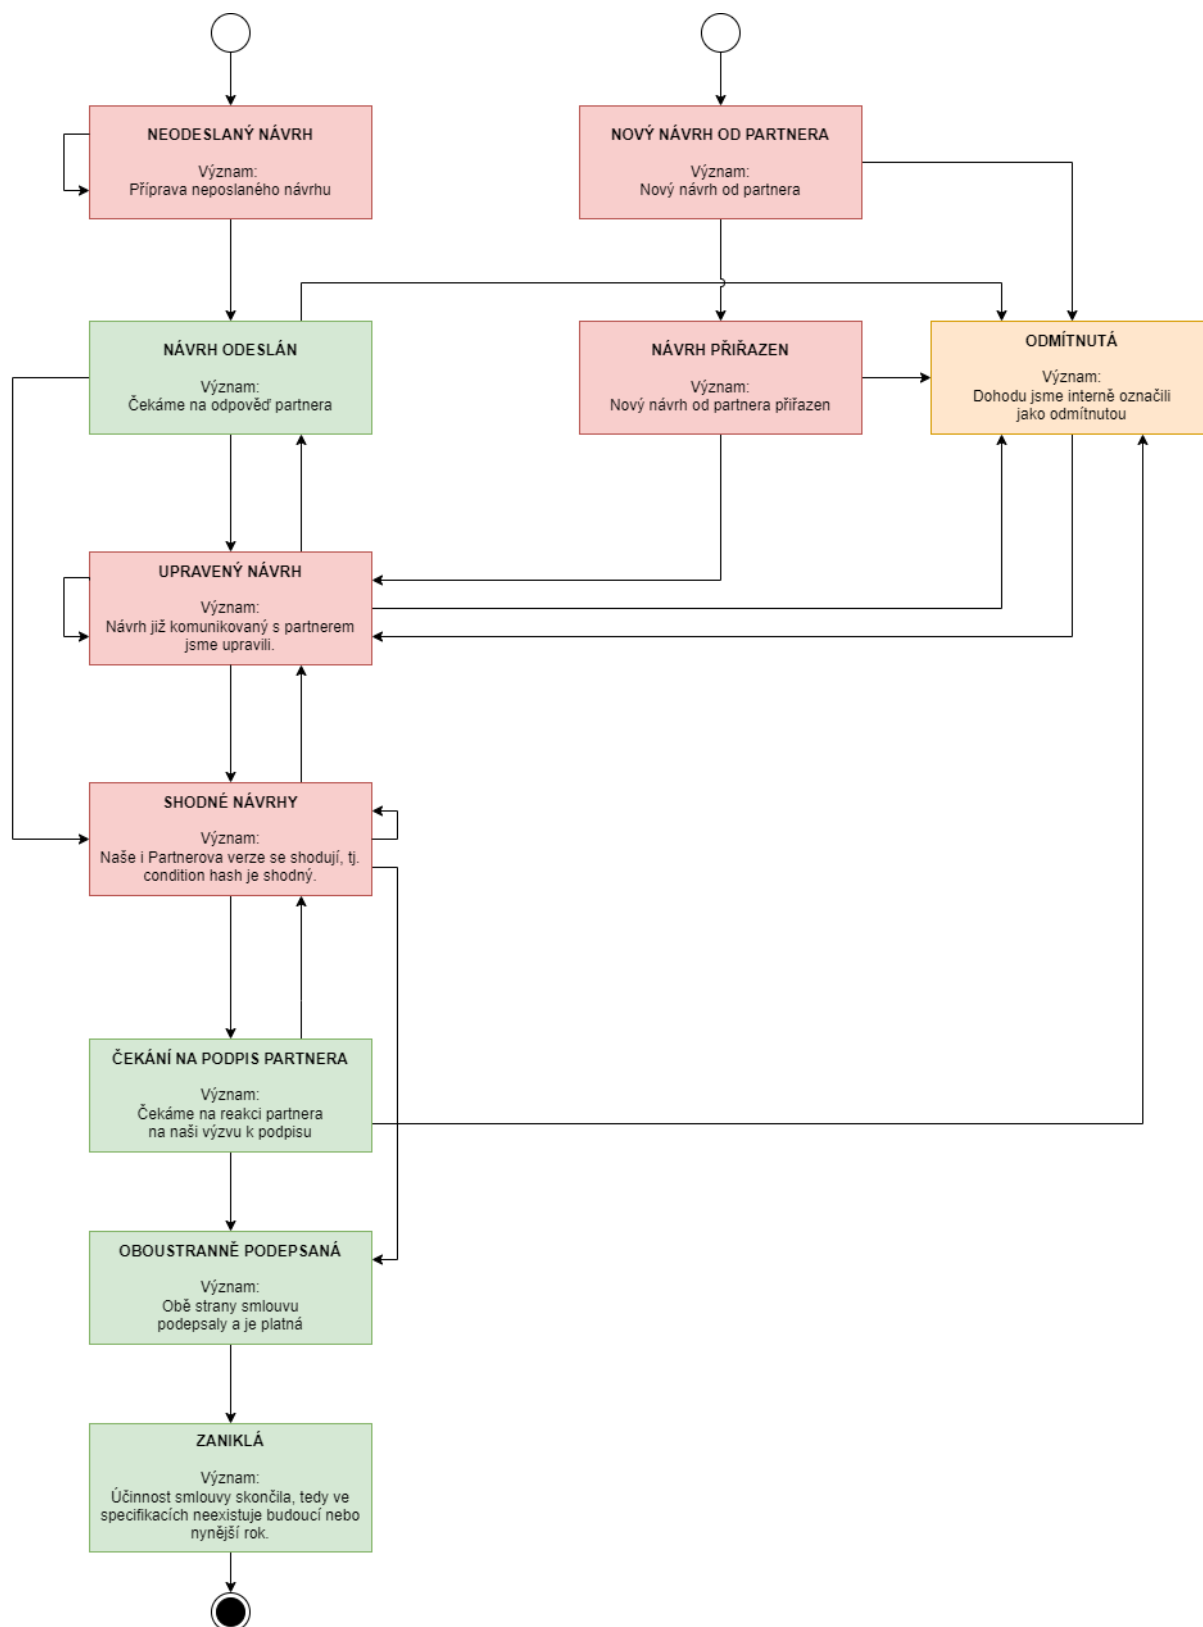 NEODESLANÝ NÁVRH
Význam:
Příprava neposlaného návrhu
NOVÝ NÁVRH OD PARTNERA
Význam:
Nový návrh od partnera
NÁVRH ODESLÁN
Význam:
Čekáme na odpověď partnera
NÁVRH PŘIŘAZEN
Význam:
Nový návrh od partnera přiřazen
ODMÍTNUTÁ
Význam:
Dohodu jsme interně označili
jako odmítnutou
UPRAVENÝ NÁVRH
Význam:
Návrh již komunikovaný s partnerem
jsme upravili.
SHODNÉ NÁVRHY
Význam:
Naše i Partnerova verze se shodují, tj.
condition hash je shodný.
ČEKÁNÍ NA PODPIS PARTNERA
Význam:
Čekáme na reakci partnera
na naši výzvu k podpisu
OBOUSTRANNĚ PODEPSANÁ
Význam:
Obě strany smlouvu
podepsaly a je platná
ZANIKLÁ
Význam:
Účinnost smlouvy skončila, tedy ve
specifikacích neexistuje budoucí nebo
nynější rok.